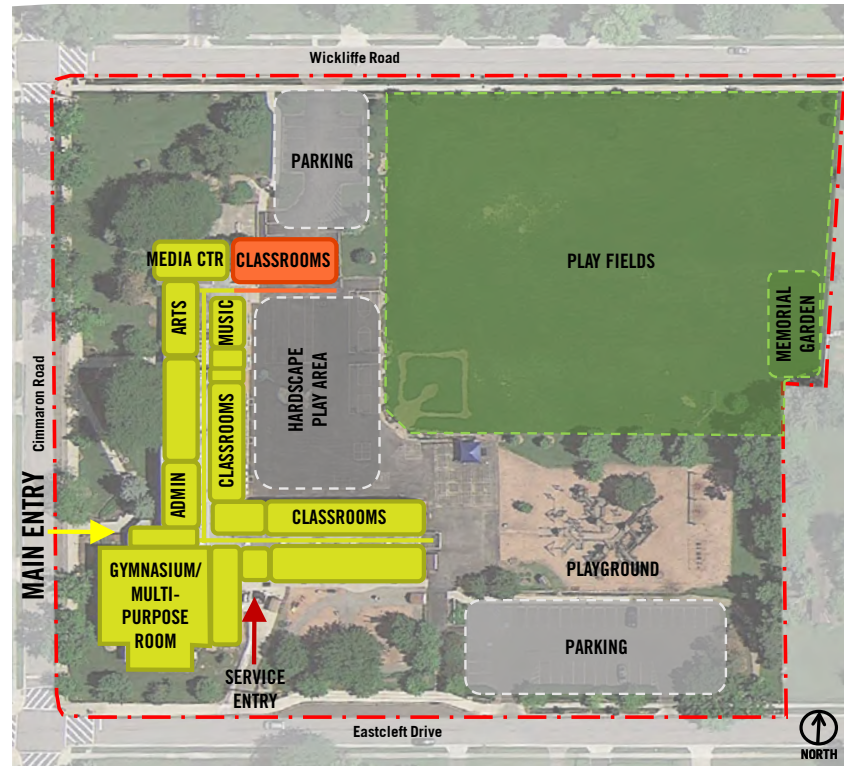 Wickliffe Road
PARKING
MEDIA CTR
CLASSROOMS
PLAY FIELDS
ARTS
MUSIC
MEMORIAL
GARDEN
HARDSCAPE
PLAY AREA
Cimmaron Road
CLASSROOMS
ADMIN
CLASSROOMS
MAIN ENTRY
GYMNASIUM/
MULTI-
PURPOSE
ROOM
PLAYGROUND
PARKING
SERVICE
ENTRY
Eastcleft Drive
NORTH